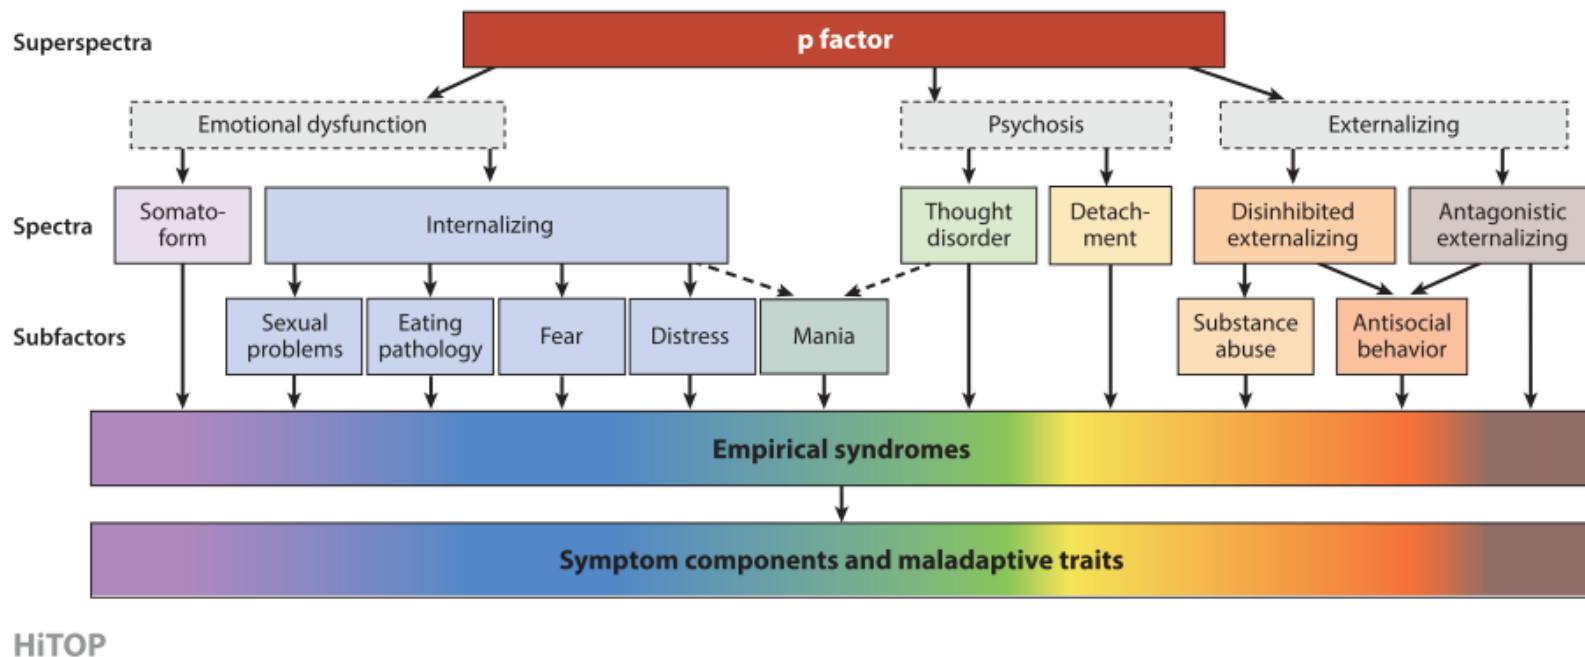 Superspectra
p factor
Emotional dysfunction
Psychosis
Externalizing
Spectra
Somato-
form
Internalizing
Thought
disorder
Detach-
ment
Disinhibited
externalizing
Antagonistic
externalizing
Subfactors
Sexual
problems
Eating
pathology
Fear
Distress
Mania
Substance
abuse
Antisocial
behavior
Empirical syndromes
Symptom components and maladaptive traits
HiTOP